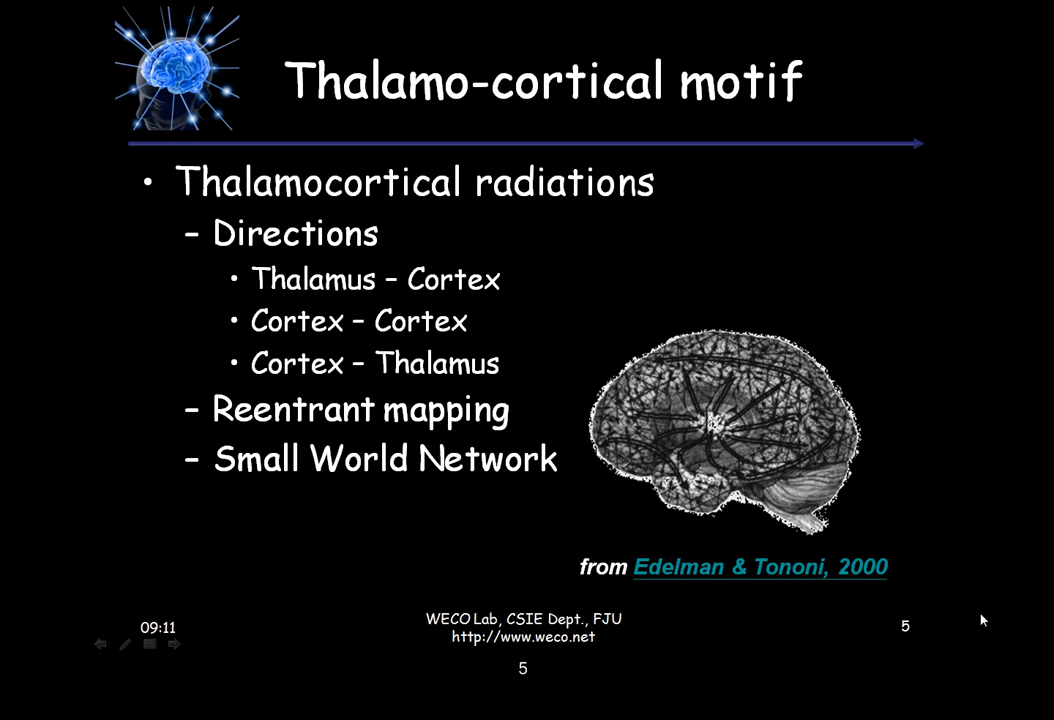 Thalamo-cortical motif
• Thalamocortical radiations
– Directions
• Thalamus – Cortex
• Cortex – Cortex
• Cortex – Thalamus
– Reentrant mapping
– Small World Network
from Edelman & Tononi, 2000
09:11
WECO Lab, CSIE Dept., FJU
http://www.weco.net
5
5